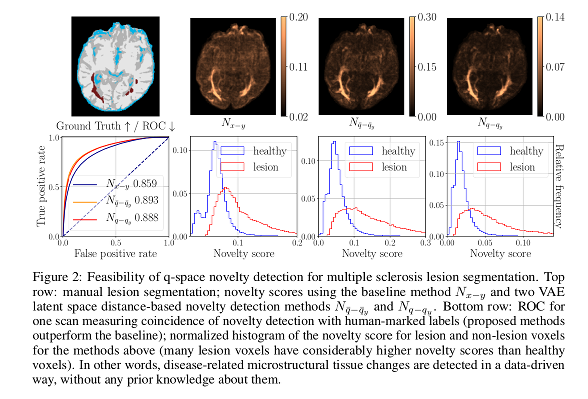 0.20
0.11
0.02
0.30
0.15
0.00
0.14
0.07
0.00
Ground Truth ↑ / ROC ↓
N_{x−y}
N_{q̄−q̄_y}
N_{q−q_y}
True positive rate
1.0
0.5
0.0
N_{x−y} 0.859
N_{q̄−q̄_y} 0.893
N_{q−q_y} 0.888
0.0 0.5 1.0
False positive rate
0.10
0.05
0.00
healthy
lesion
0.1 0.2
Novelty score
0.10
0.05
0.00
healthy
lesion
0.0 0.1 0.2 0.3
Novelty score
0.15
0.10
0.05
0.00
healthy
lesion
0.00 0.05 0.10
Novelty score
Relative frequency
Figure 2: Feasibility of q-space novelty detection for multiple sclerosis lesion segmentation. Top
row: manual lesion segmentation; novelty scores using the baseline method N_{x−y} and two VAE
latent space distance-based novelty detection methods N_{q̄−q̄_y} and N_{q−q_y}. Bottom row: ROC for
one scan measuring coincidence of novelty detection with human-marked labels (proposed methods
outperform the baseline); normalized histogram of the novelty score for lesion and non-lesion voxels
for the methods above (many lesion voxels have considerably higher novelty scores than healthy
voxels). In other words, disease-related microstructural tissue changes are detected in a data-driven
way, without any prior knowledge about them.